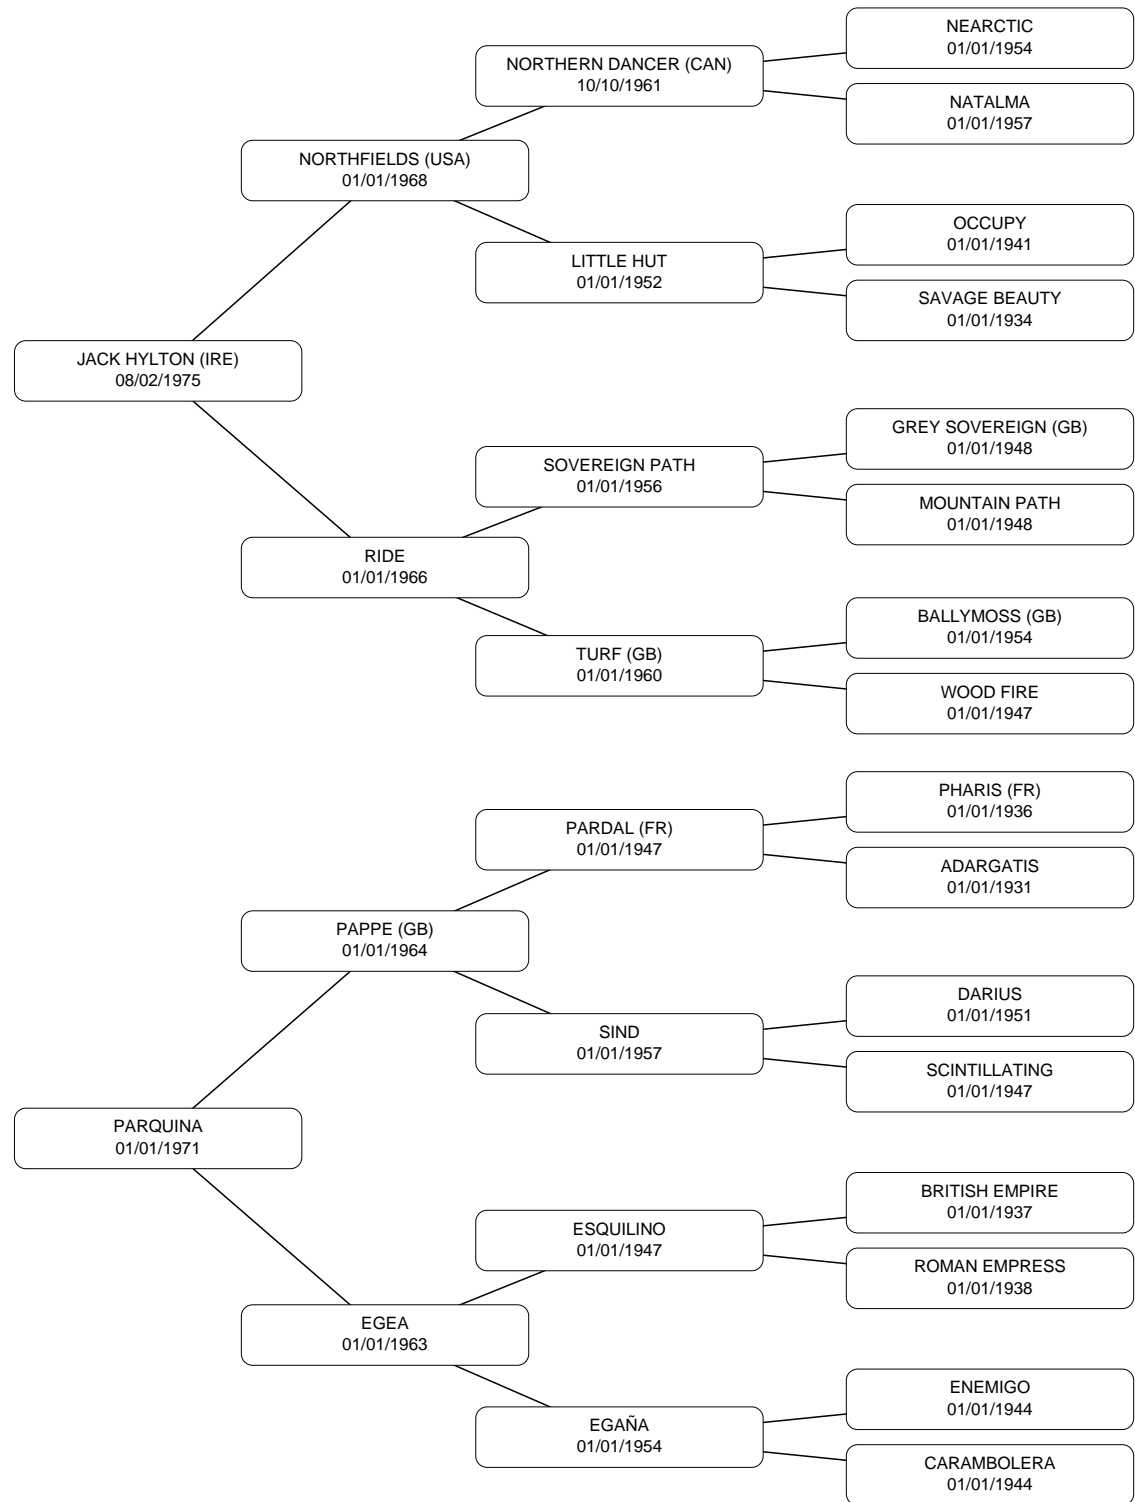 NEARCTIC
01/01/1954
NORTHERN DANCER (CAN)
10/10/1961
NATALMA
01/01/1957
NORTHFIELDS (USA)
01/01/1968
OCCUPY
01/01/1941
LITTLE HUT
01/01/1952
SAVAGE BEAUTY
01/01/1934
JACK HYLTON (IRE)
08/02/1975
GREY SOVEREIGN (GB)
01/01/1948
SOVEREIGN PATH
01/01/1956
MOUNTAIN PATH
01/01/1948
RIDE
01/01/1966
BALLYMOSS (GB)
01/01/1954
TURF (GB)
01/01/1960
WOOD FIRE
01/01/1947
PHARIS (FR)
01/01/1936
PARDAL (FR)
01/01/1947
ADARGATIS
01/01/1931
PAPPE (GB)
01/01/1964
DARIUS
01/01/1951
SIND
01/01/1957
SCINTILLATING
01/01/1947
PARQUINA
01/01/1971
BRITISH EMPIRE
01/01/1937
ESQUILINO
01/01/1947
ROMAN EMPRESS
01/01/1938
EGEA
01/01/1963
ENEMIGO
01/01/1944
EGAÑA
01/01/1954
CARAMBOLERA
01/01/1944